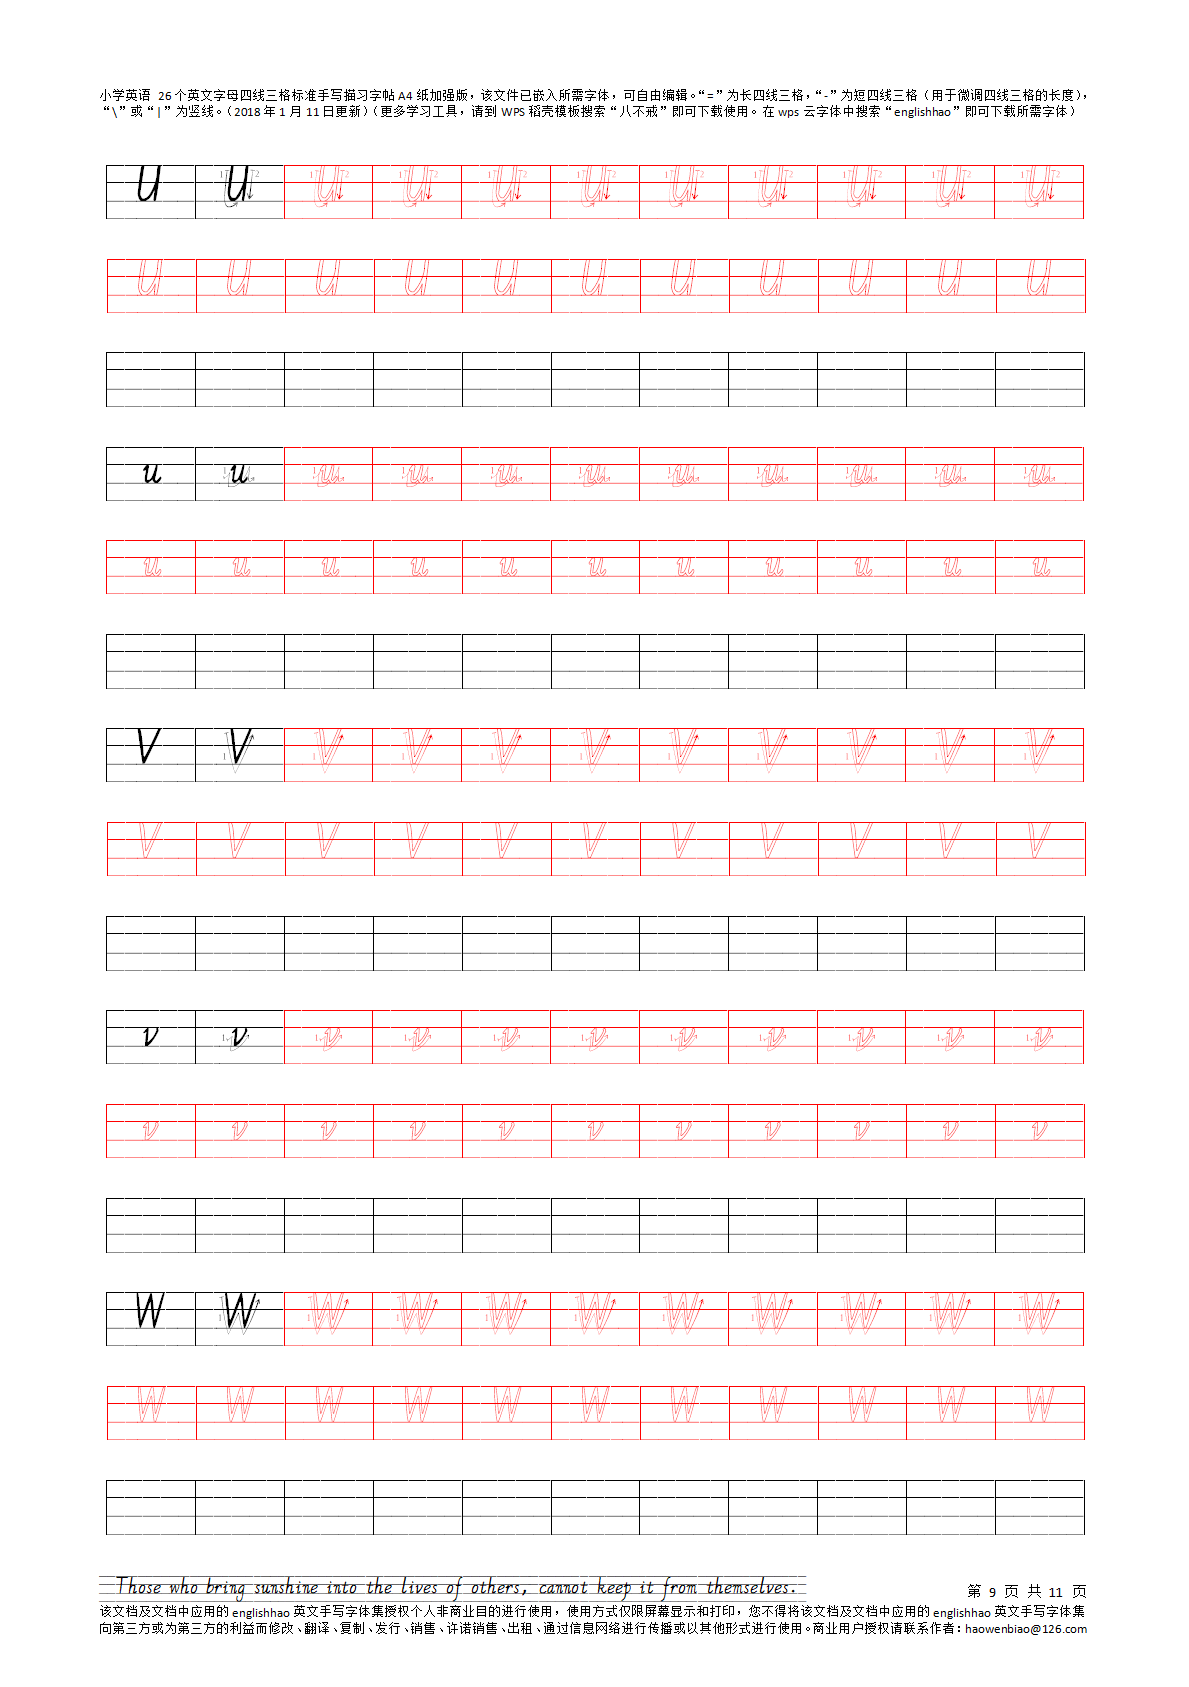 小学英语 26个英文字母四线三格标准手写描习字帖A4纸加强版，该文件已嵌入所需字体，可自由编辑。“=”为长四线三格，“-”为短四线三格（用于微调四线三格的长度），
“\”或“|”为竖线。（2018年1月11日更新）（更多学习工具，请到WPS稻壳模板搜索“八不戒”即可下载使用。在wps云字体中搜索“englishhao”即可下载所需字体）
U U U U U U U U U U U
U U U U U U U U U U U
u u u u u u u u u u u
u u u u u u u u u u u
V V V V V V V V V V V
V V V V V V V V V V V
v v v v v v v v v v v
v v v v v v v v v v v
W W W W W W W W W W W
W W W W W W W W W W W
Those who bring sunshine into the lives of others, cannot keep it from themselves.
第 9 页 共 11 页
该文档及文档中应用的englishhao英文手写字体集授权个人非商业目的进行使用，使用方式仅限屏幕显示和打印，您不得将该文档及文档中应用的englishhao英文手写字体集
向第三方或为第三方的利益而修改、翻译、复制、发行、销售、许诺销售、出租、通过信息网络进行传播或以其他形式进行使用。商业用户授权请联系作者：haowenbiao@126.com